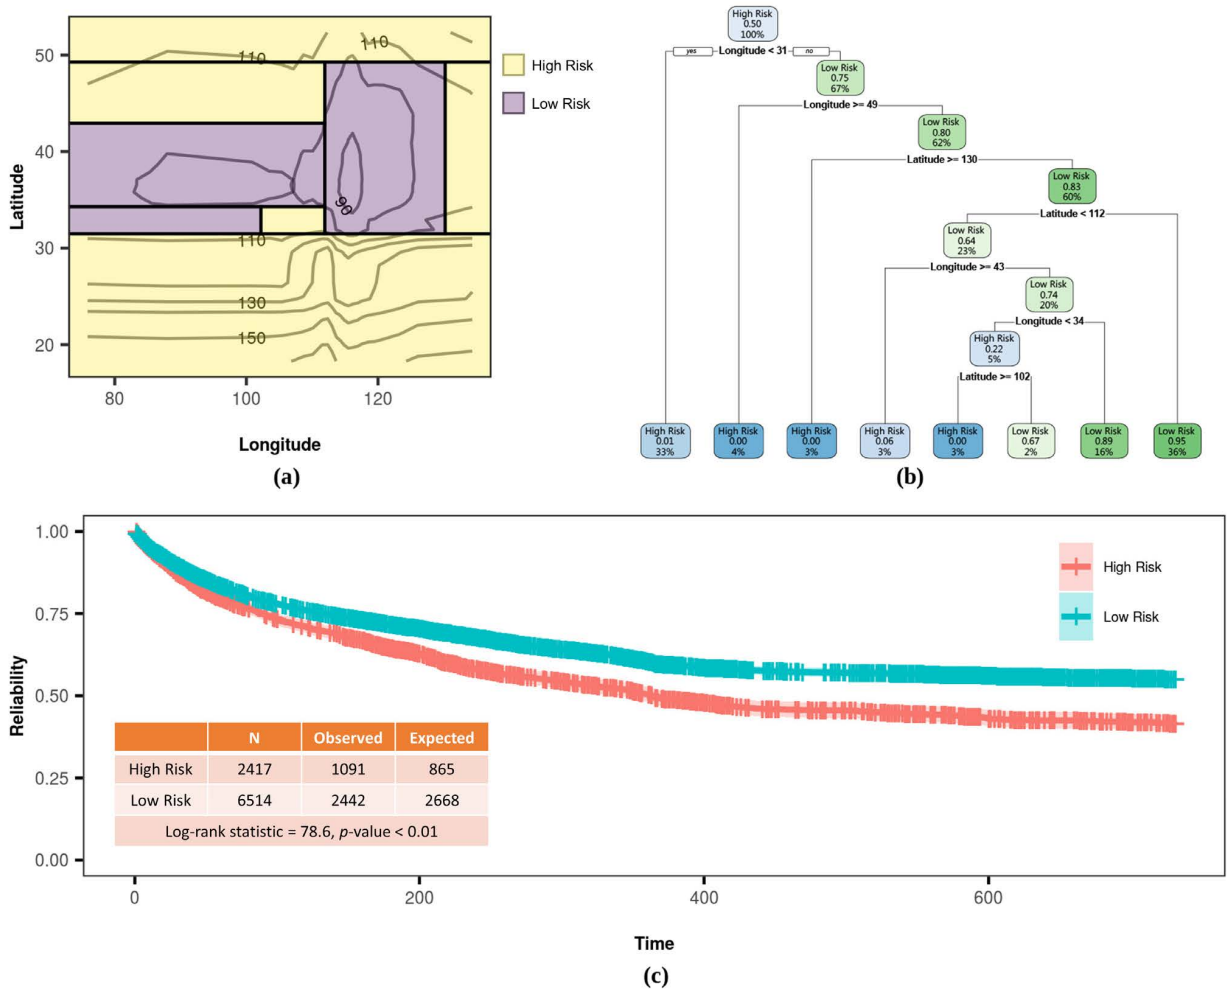 110
110
90
110
130
150
50
40
30
20
80
100
120
Latitude
Longitude
High Risk
Low Risk
(a)
High Risk
0.50
100%
yes
Longitude < 31
no
Low Risk
0.75
67%
Longitude >= 49
Low Risk
0.80
62%
Latitude >= 130
Low Risk
0.83
60%
Latitude < 112
Low Risk
0.64
23%
Longitude >= 43
Low Risk
0.74
20%
Longitude < 34
High Risk
0.22
5%
Latitude >= 102
High Risk
0.01
33%
High Risk
0.00
4%
High Risk
0.00
3%
High Risk
0.06
3%
High Risk
0.00
3%
Low Risk
0.67
2%
Low Risk
0.89
16%
Low Risk
0.95
36%
(b)
1.00
0.75
0.50
0.25
0.00
Reliability
High Risk
Low Risk
N Observed Expected
High Risk 2417 1091 865
Low Risk 6514 2442 2668
Log-rank statistic = 78.6, p-value < 0.01
0 200 400 600
Time
(c)